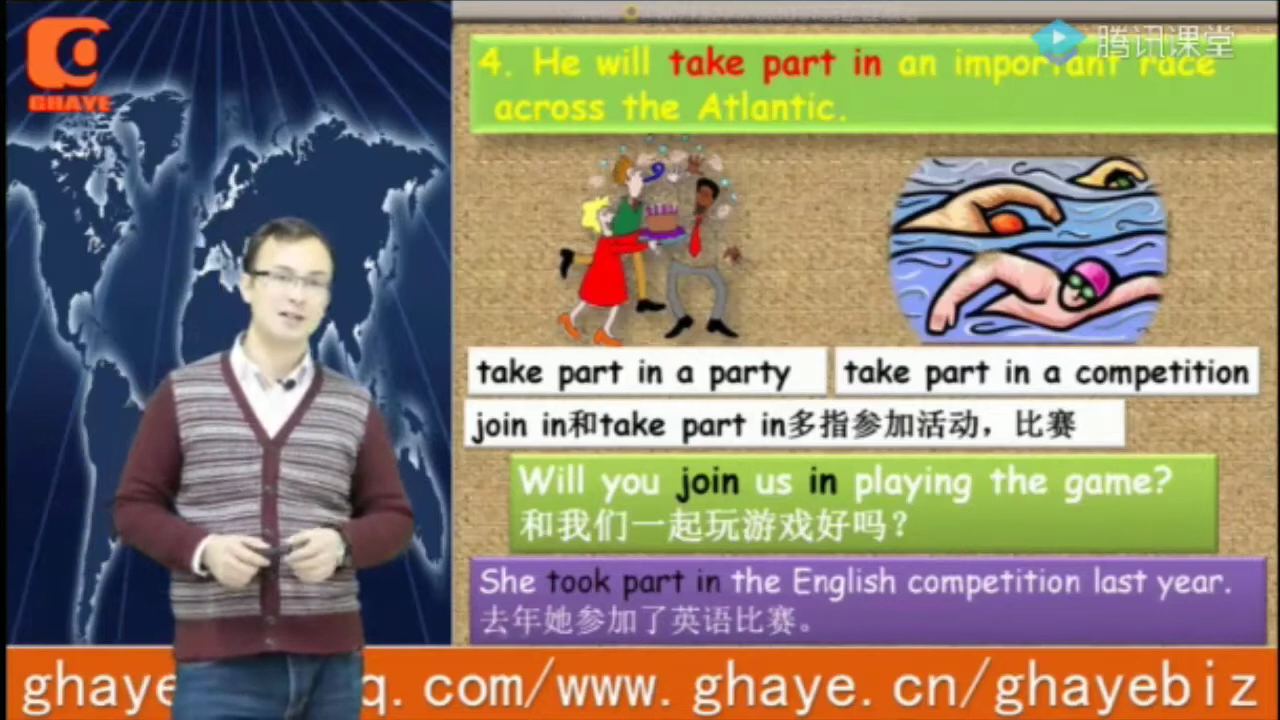 GHAYE
腾讯课堂
4. He will take part in an important race
across the Atlantic.
take part in a party
take part in a competition
join in和take part in多指参加活动，比赛
Will you join us in playing the game?
和我们一起玩游戏好吗？
She took part in the English competition last year.
去年她参加了英语比赛。
ghaye q. com/www. ghaye. cn/ghayebiz